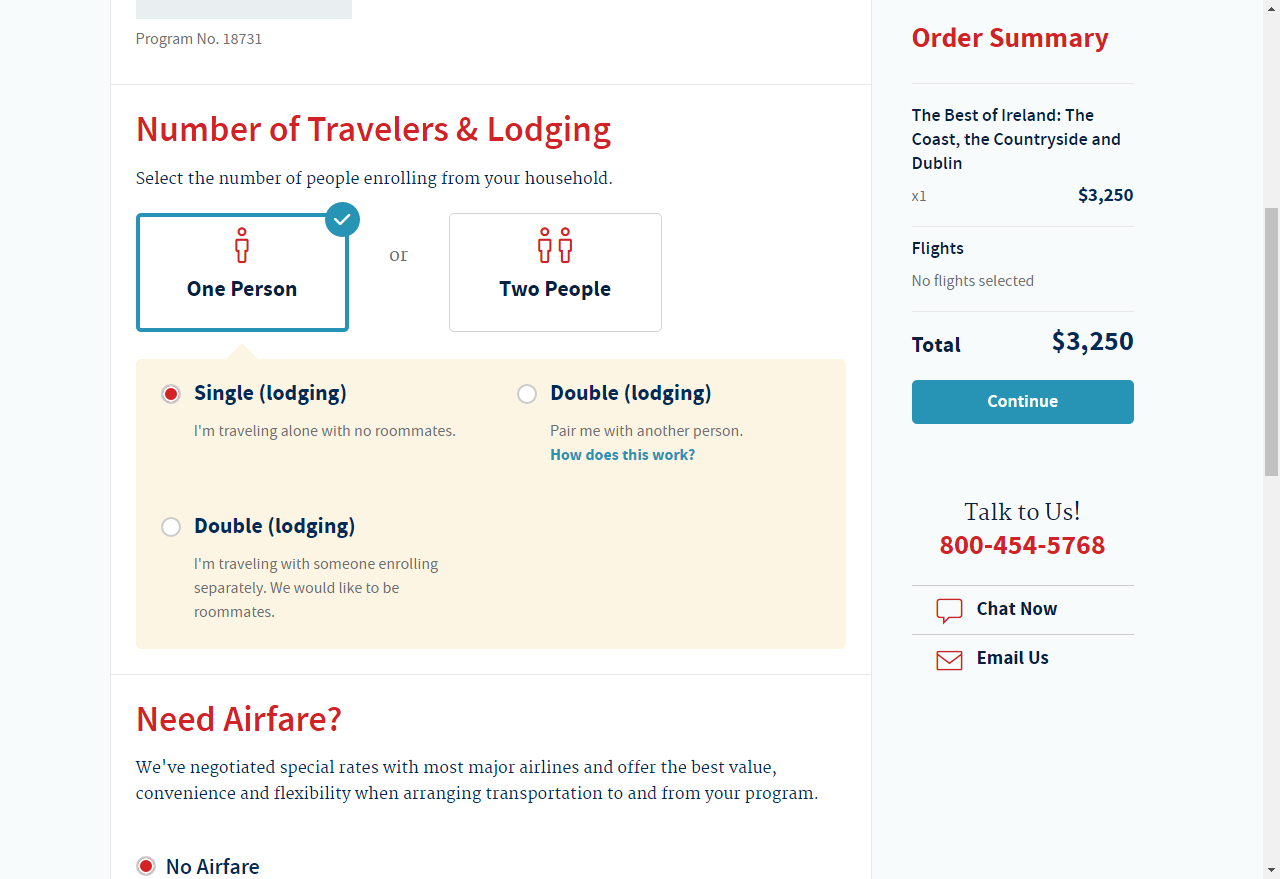 Program No. 18731
Number of Travelers & Lodging
Select the number of people enrolling from your household.
One Person
or
Two People
Single (lodging)
I'm traveling alone with no roommates.
Double (lodging)
Pair me with another person.
How does this work?
Double (lodging)
I'm traveling with someone enrolling
separately. We would like to be
roommates.
Need Airfare?
We've negotiated special rates with most major airlines and offer the best value,
convenience and flexibility when arranging transportation to and from your program.
No Airfare
Order Summary
The Best of Ireland: The
Coast, the Countryside and
Dublin
x1 $3,250
Flights
No flights selected
Total $3,250
Continue
Talk to Us!
800-454-5768
Chat Now
Email Us